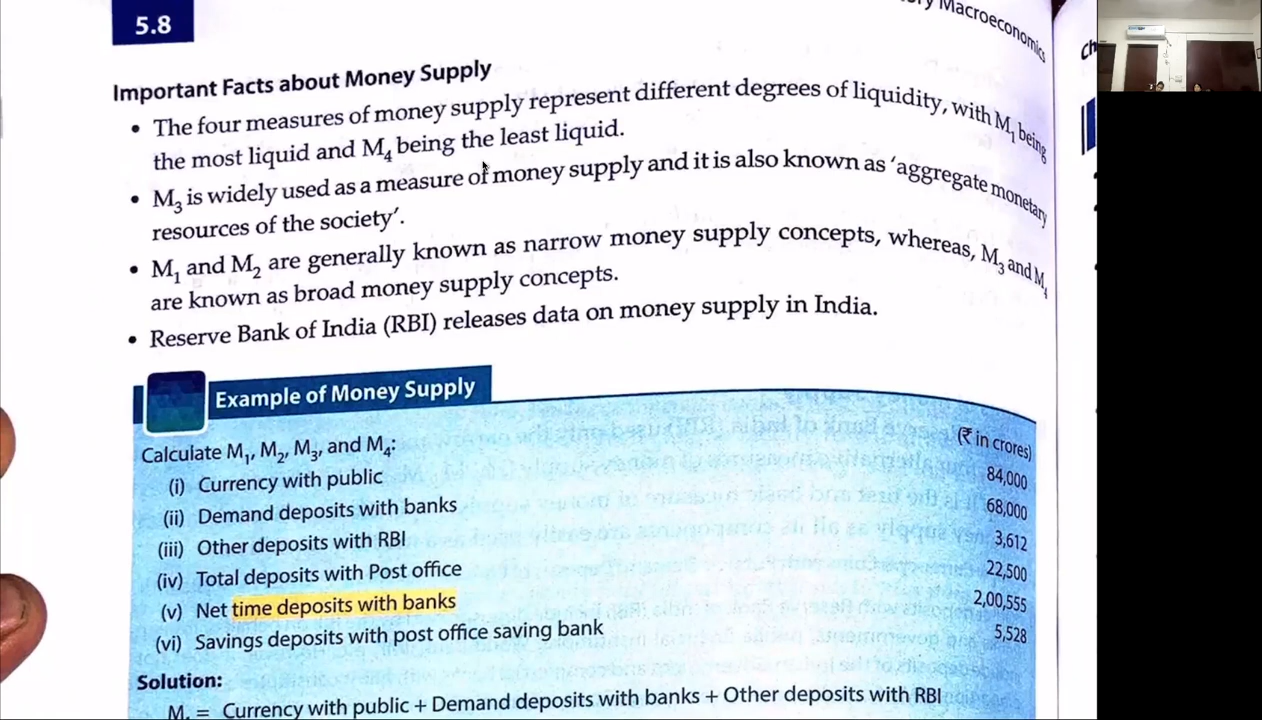 5.8
ry Macroeconomics
Important Facts about Money Supply
• The four measures of money supply represent different degrees of liquidity, with M₁ being
the most liquid and M₄ being the least liquid.
• M₃ is widely used as a measure of money supply and it is also known as ‘aggregate monetary
resources of the society’.
• M₁ and M₂ are generally known as narrow money supply concepts, whereas, M₃ and M₄
are known as broad money supply concepts.
• Reserve Bank of India (RBI) releases data on money supply in India.
Example of Money Supply
Calculate M₁, M₂, M₃, and M₄: (₹ in crores)
(i) Currency with public 84,000
(ii) Demand deposits with banks 68,000
(iii) Other deposits with RBI 3,612
(iv) Total deposits with Post office 22,500
(v) Net time deposits with banks 2,00,555
(vi) Savings deposits with post office saving bank 5,528
Solution:
M₁ = Currency with public + Demand deposits with banks + Other deposits with RBI
Ch